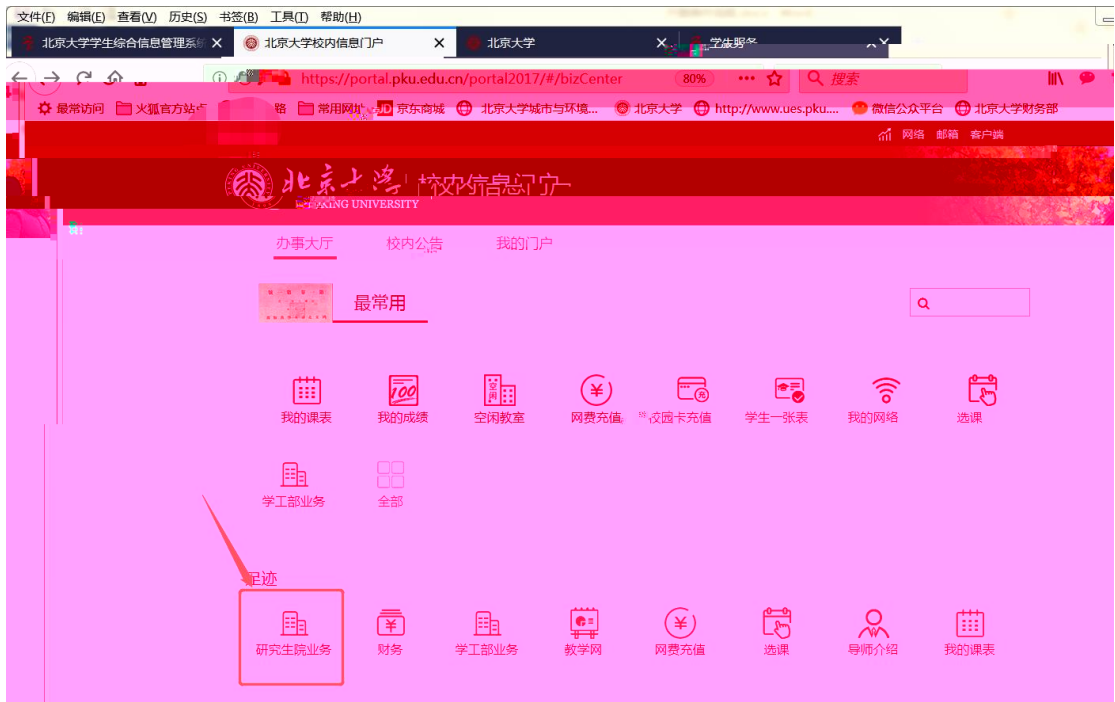 文件(F) 编辑(E) 查看(V) 历史(S) 书签(B) 工具(T) 帮助(H)
北京大学学生综合信息管理系统 北京大学校内信息门户 北京大学 学生服务
https://portal.pku.edu.cn/portal2017/#/bizCenter 80% 搜索
最常访问 火狐官方站点 常用网址 JD 京东商城 北京大学城市与环境... 北京大学 http://www.ues.pku.... 微信公众平台 北京大学财务部
网络 邮箱 客户端
北京大学 校内信息门户
PEKING UNIVERSITY
办事大厅 校内公告 我的门户
最常用
我的课表 我的成绩 空闲教室 网费充值 校园卡充值 学生一张表 我的网络 选课
学工部业务 全部
足迹
研究生院业务 财务 学工部业务 教学网 网费充值 选课 导师介绍 我的课表